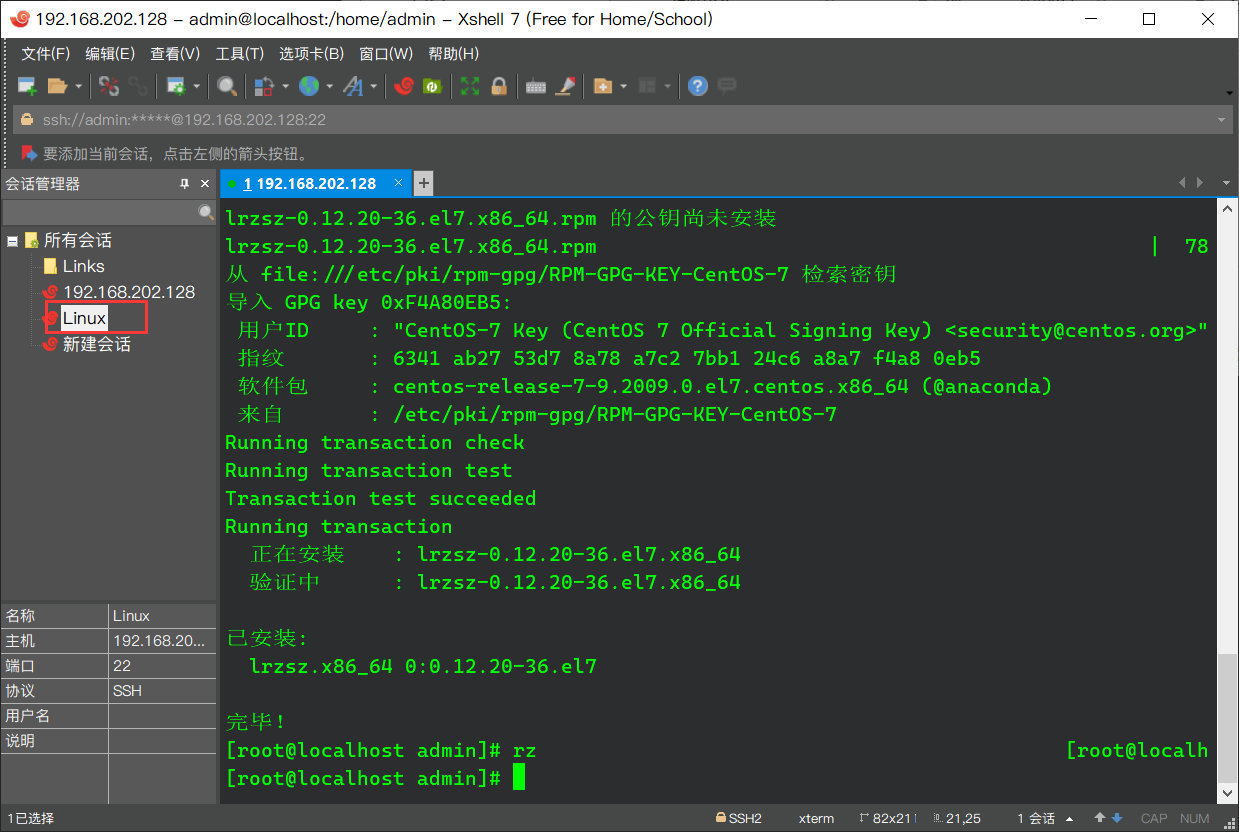 192.168.202.128 - admin@localhost:/home/admin - Xshell 7 (Free for Home/School)
文件(F) 编辑(E) 查看(V) 工具(T) 选项卡(B) 窗口(W) 帮助(H)
ssh://admin:*****@192.168.202.128:22
要添加当前会话，点击左侧的箭头按钮。
会话管理器
1 192.168.202.128
所有会话
Links
192.168.202.128
Linux
新建会话
名称 Linux
主机 192.168.20...
端口 22
协议 SSH
用户名
说明
lrzsz-0.12.20-36.el7.x86_64.rpm 的公钥尚未安装
lrzsz-0.12.20-36.el7.x86_64.rpm | 78
从 file:///etc/pki/rpm-gpg/RPM-GPG-KEY-CentOS-7 检索密钥
导入 GPG key 0xF4A80EB5:
用户ID : "CentOS-7 Key (CentOS 7 Official Signing Key) <security@centos.org>"
指纹 : 6341 ab27 53d7 8a78 a7c2 7bb1 24c6 a8a7 f4a8 0eb5
软件包 : centos-release-7-9.2009.0.el7.centos.x86_64 (@anaconda)
来自 : /etc/pki/rpm-gpg/RPM-GPG-KEY-CentOS-7
Running transaction check
Running transaction test
Transaction test succeeded
Running transaction
正在安装 : lrzsz-0.12.20-36.el7.x86_64
验证中 : lrzsz-0.12.20-36.el7.x86_64
已安装:
lrzsz.x86_64 0:0.12.20-36.el7
完毕！
[root@localhost admin]# rz [root@localh
[root@localhost admin]#
1已选择 SSH2 xterm 82x21 21,25 1 会话 CAP NUM